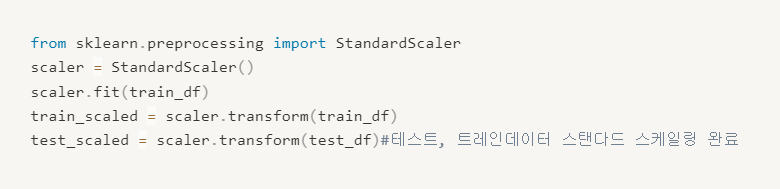 from sklearn.preprocessing import StandardScaler
scaler = StandardScaler()
scaler.fit(train_df)
train_scaled = scaler.transform(train_df)
test_scaled = scaler.transform(test_df)#테스트, 트레인데이터 스탠다드 스케일링 완료